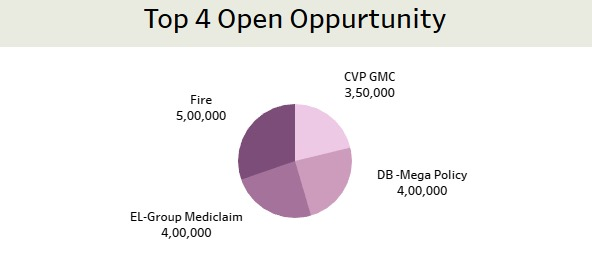 Top 4 Open Oppurtunity
CVP GMC
3,50,000
Fire
5,00,000
DB -Mega Policy
4,00,000
EL-Group Mediclaim
4,00,000